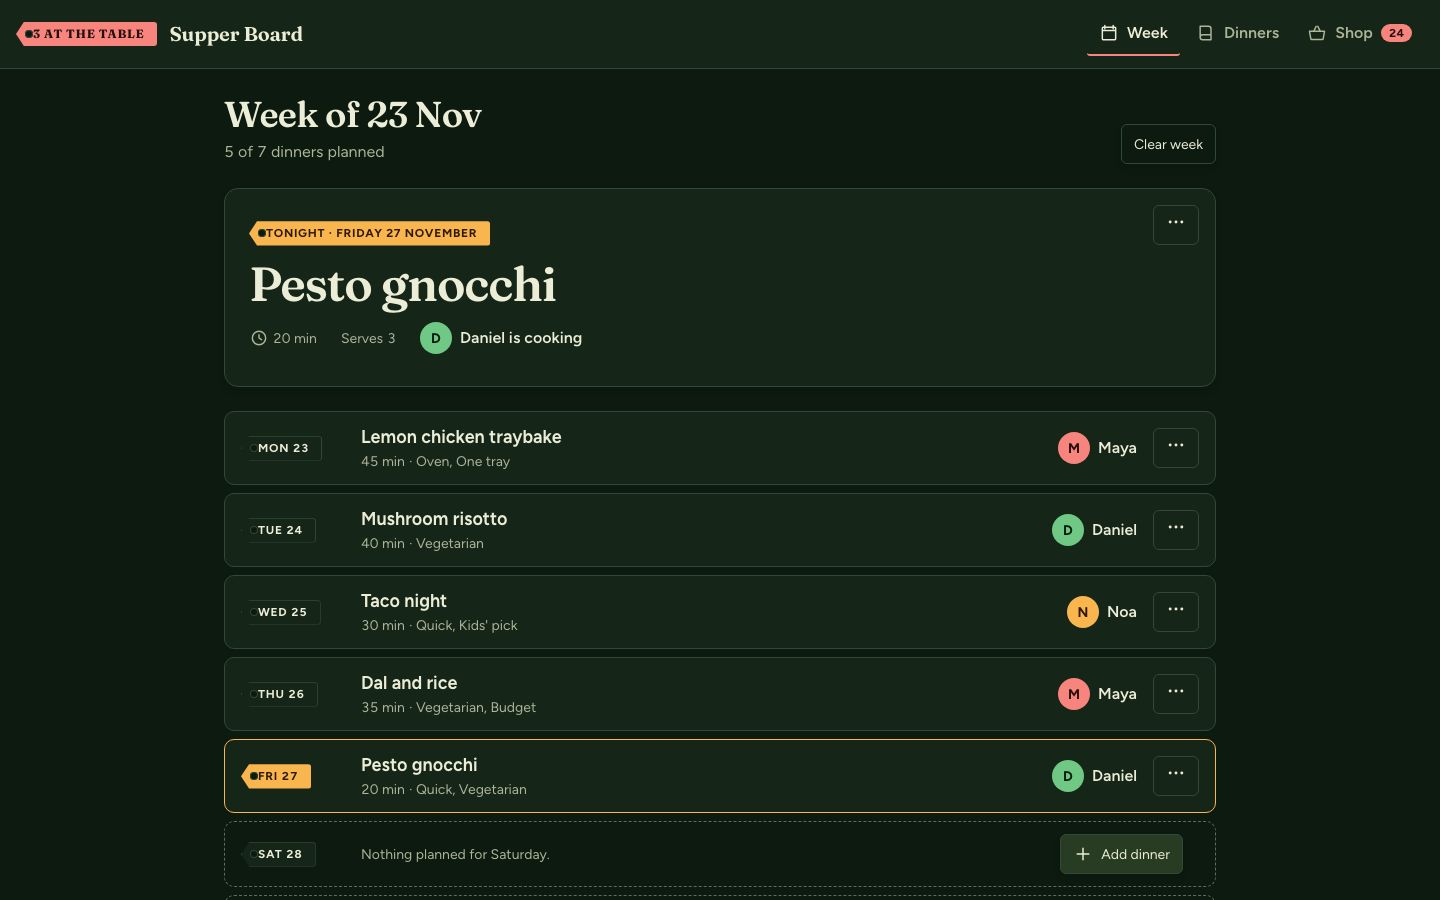 3 AT THE TABLE
Supper Board
Week
Dinners
Shop 24
Week of 23 Nov
5 of 7 dinners planned
Clear week
TONIGHT · FRIDAY 27 NOVEMBER
Pesto gnocchi
20 min
Serves 3
D
Daniel is cooking
MON 23
Lemon chicken traybake
45 min · Oven, One tray
M
Maya
TUE 24
Mushroom risotto
40 min · Vegetarian
D
Daniel
WED 25
Taco night
30 min · Quick, Kids' pick
N
Noa
THU 26
Dal and rice
35 min · Vegetarian, Budget
M
Maya
FRI 27
Pesto gnocchi
20 min · Quick, Vegetarian
D
Daniel
SAT 28
Nothing planned for Saturday.
Add dinner